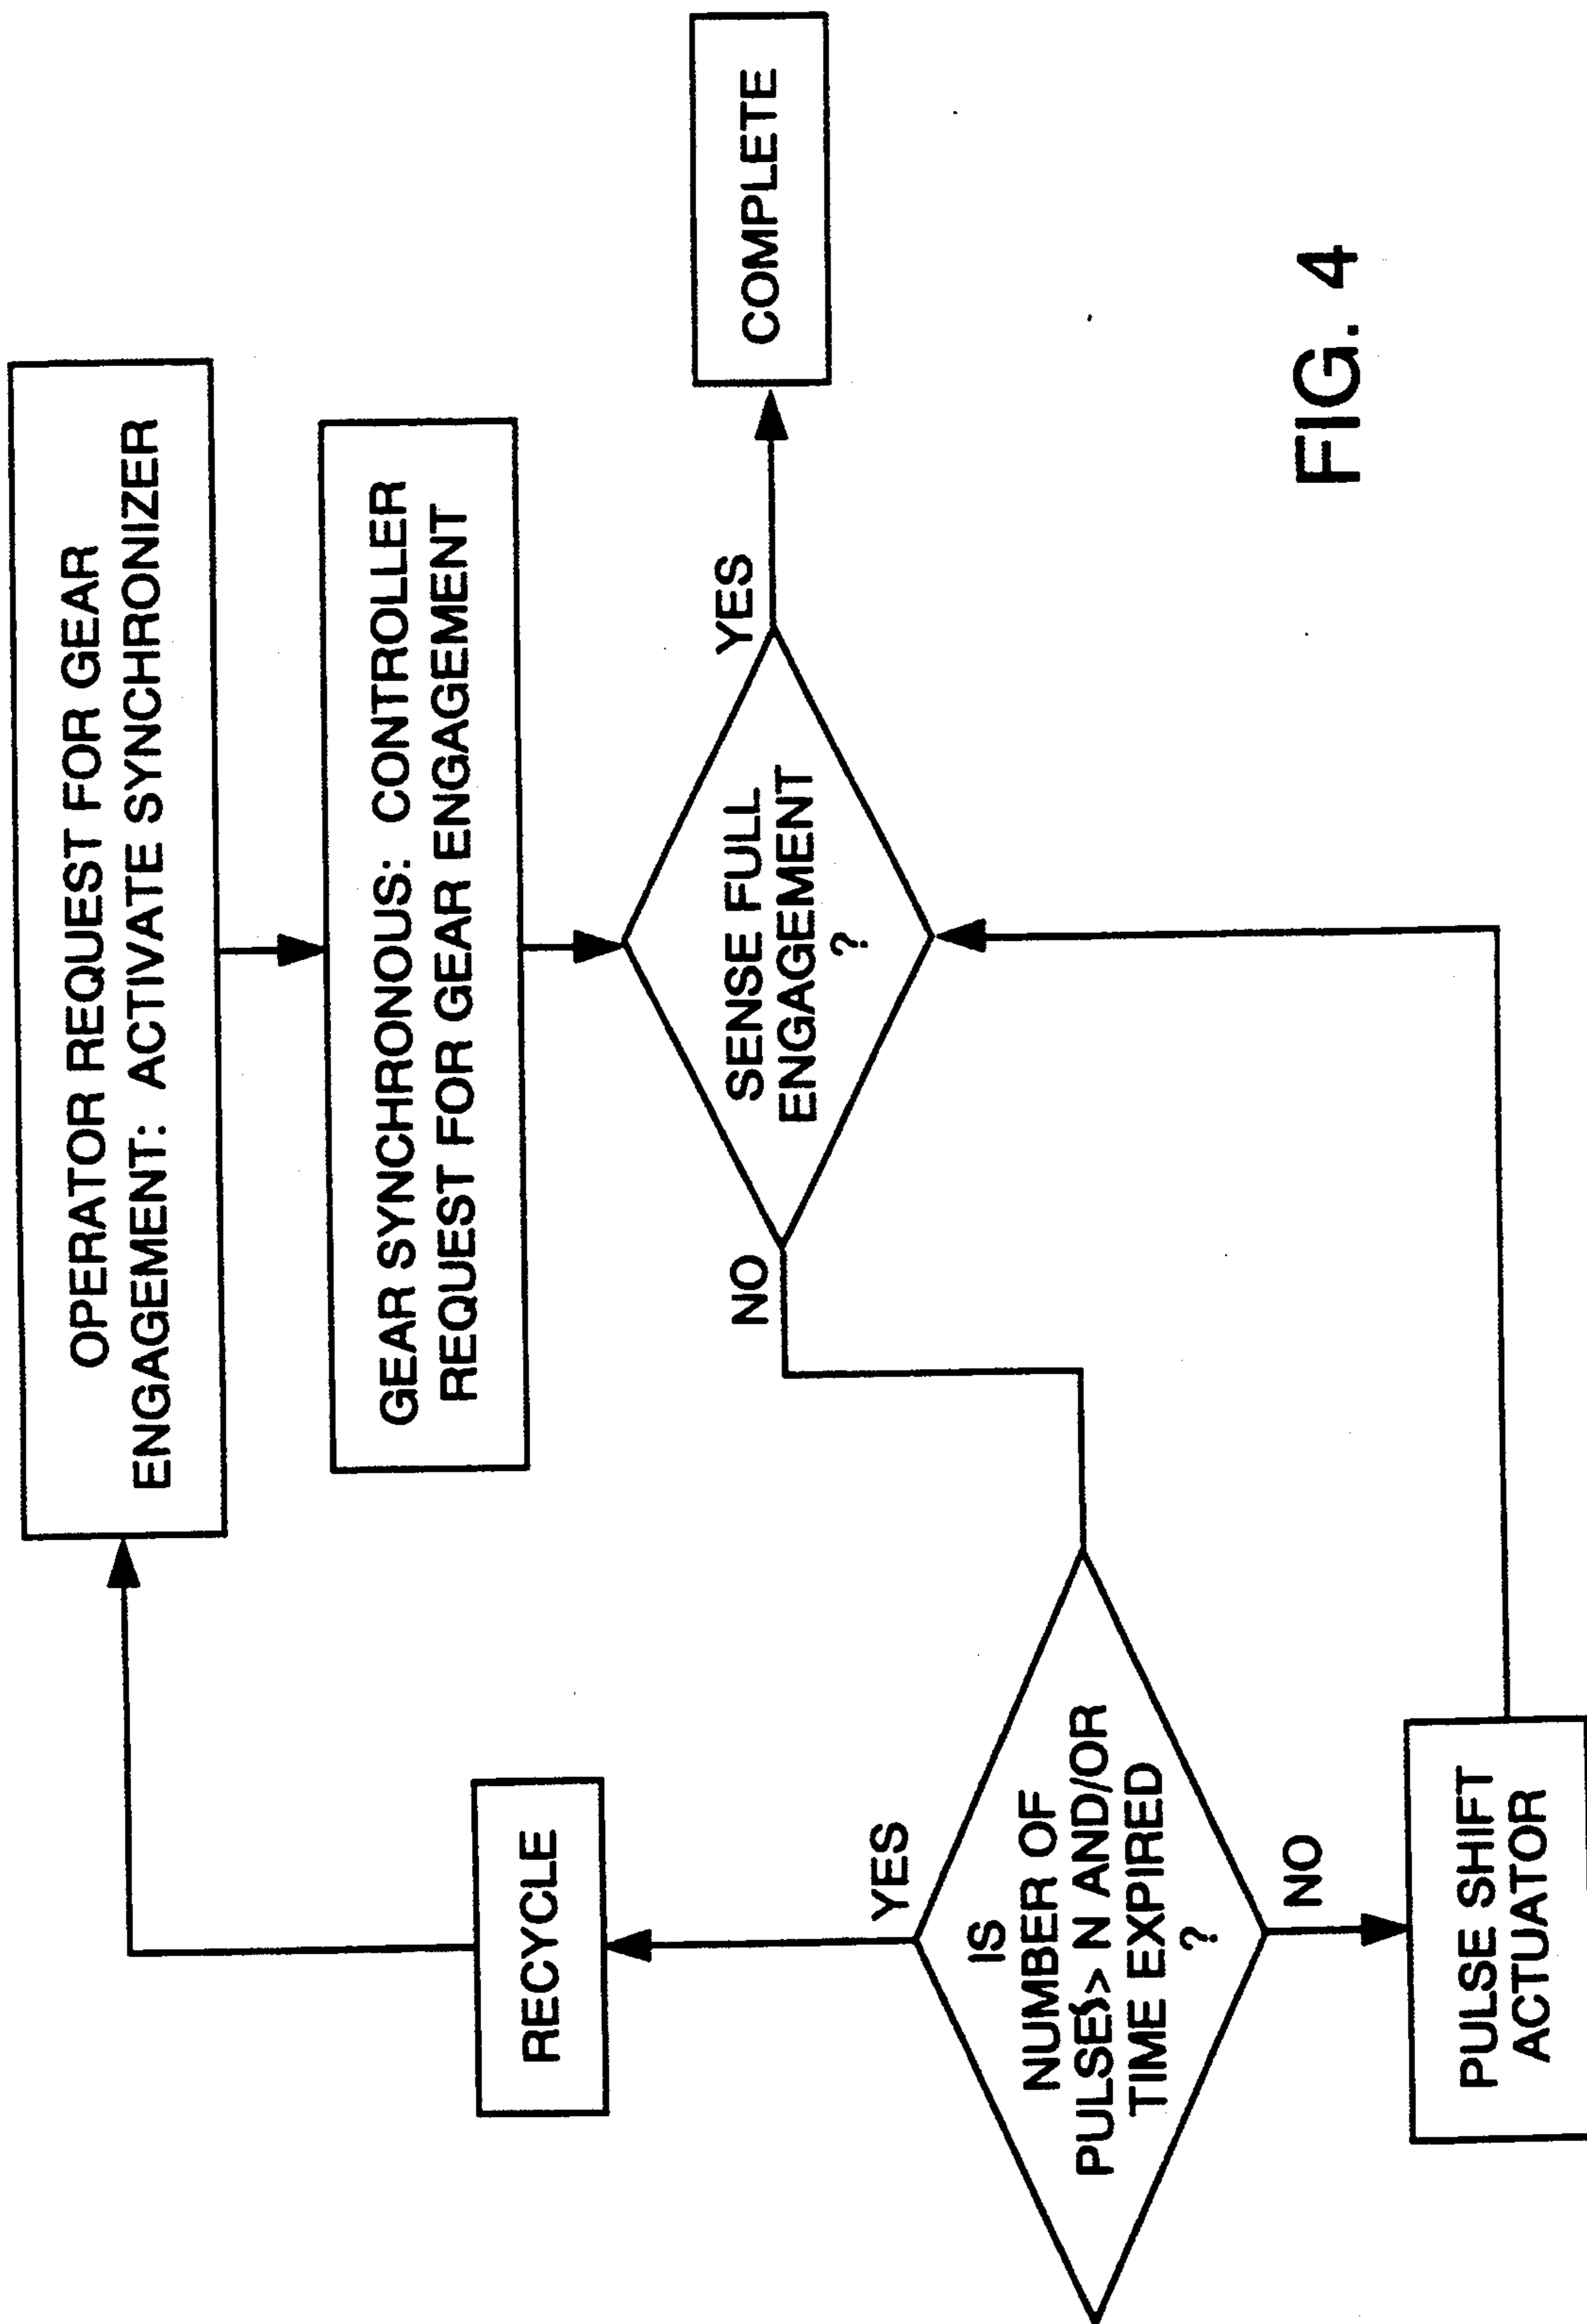 OPERATOR REQUEST FOR GEAR
ENGAGEMENT: ACTIVATE SYNCHRONIZER
GEAR SYNCHRONOUS: CONTROLLER
REQUEST FOR GEAR ENGAGEMENT
SENSE FULL
ENGAGEMENT
?
YES
COMPLETE
NO
IS
NUMBER OF
PULSES> N AND/OR
TIME EXPIRED
?
YES
RECYCLE
NO
PULSE SHIFT
ACTUATOR
FIG. 4